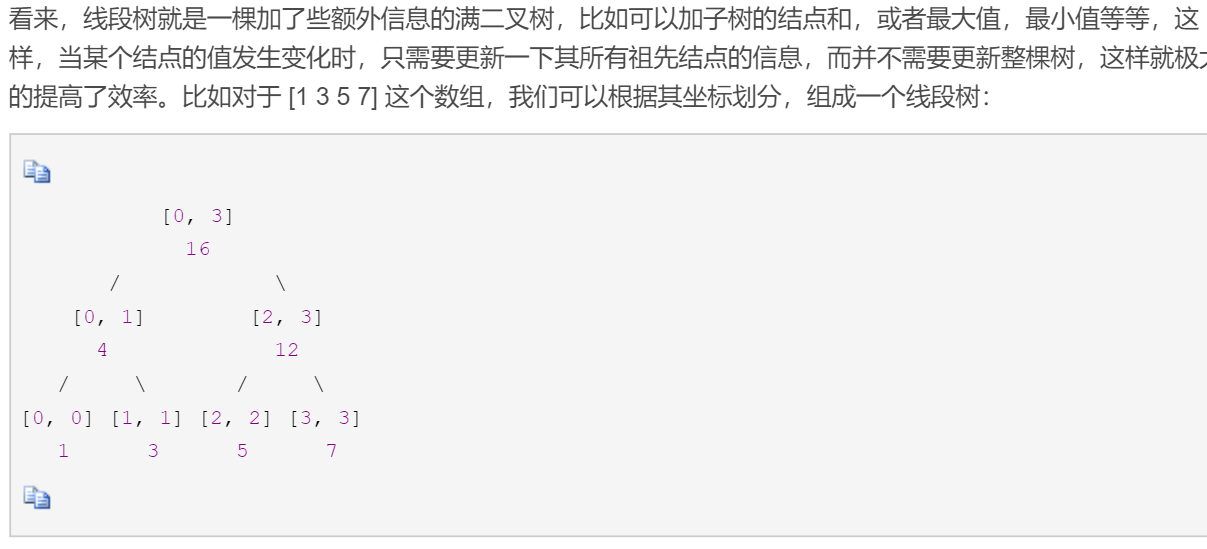 看来，线段树就是一棵加了些额外信息的满二叉树，比如可以加子树的结点和，或者最大值，最小值等等，这
样，当某个结点的值发生变化时，只需要更新一下其所有祖先结点的信息，而并不需要更新整棵树，这样就极大
的提高了效率。比如对于 [1 3 5 7] 这个数组，我们可以根据其坐标划分，组成一个线段树：
[0, 3]
16
/ \
[0, 1] [2, 3]
4 12
/ \ / \
[0, 0] [1, 1] [2, 2] [3, 3]
1 3 5 7